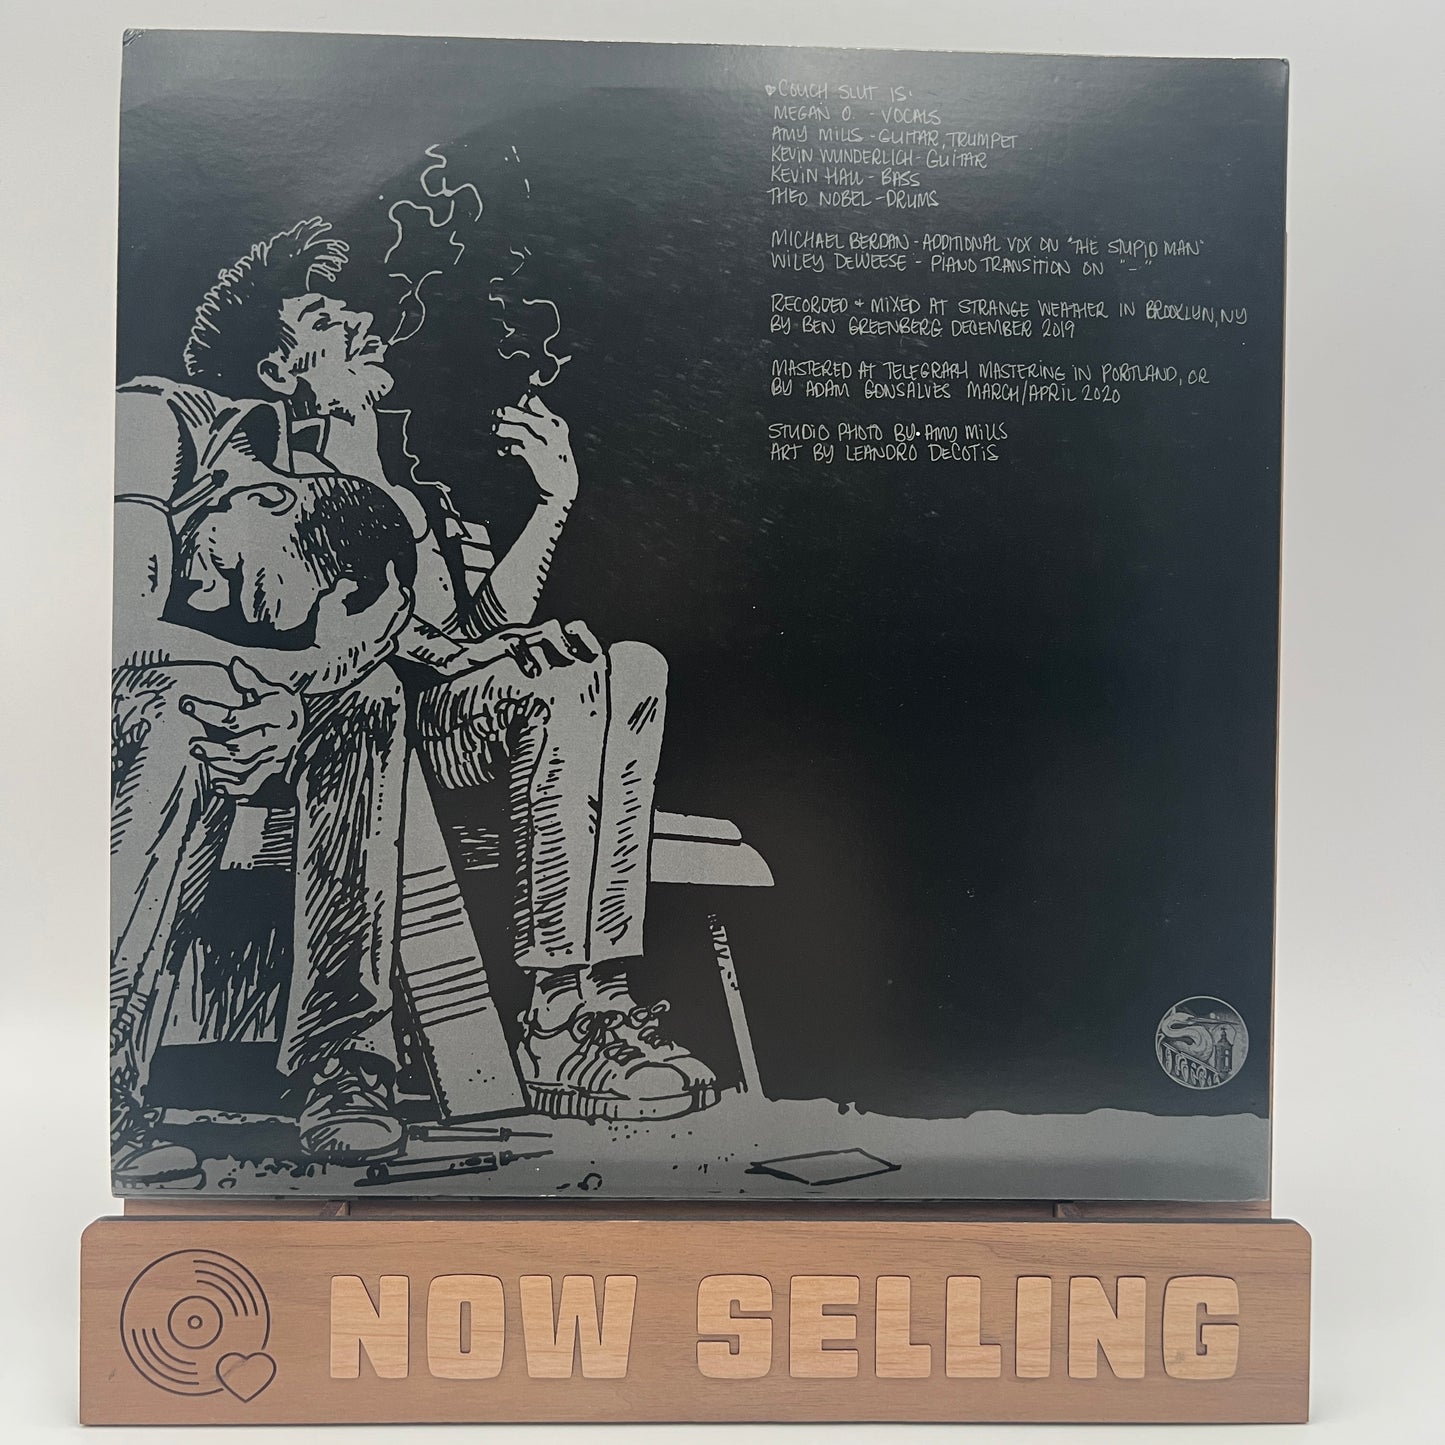 ♥COUCH SLUT IS·
MEGAN O. - VOCALS
AMY MILLS - GUITAR, TRUMPET
KEVIN WUNDERLICH - GUITAR
KEVIN HALL - BASS
THEO NOBEL - DRUMS
MICHAEL BERDAN - ADDITIONAL VOX ON "THE STUPID MAN"
WILEY DEWEESE - PIANO TRANSITION ON "–"
RECORDED + MIXED AT STRANGE WEATHER IN BROOKLYN, NY
BY BEN GREENBERG DECEMBER 2019
MASTERED AT TELEGRAPH MASTERING IN PORTLAND, OR
BY ADAM GONSALVES MARCH/APRIL 2020
STUDIO PHOTO BY• AMY MILLS
ART BY LEANDRO DECOTIS
NOW SELLING